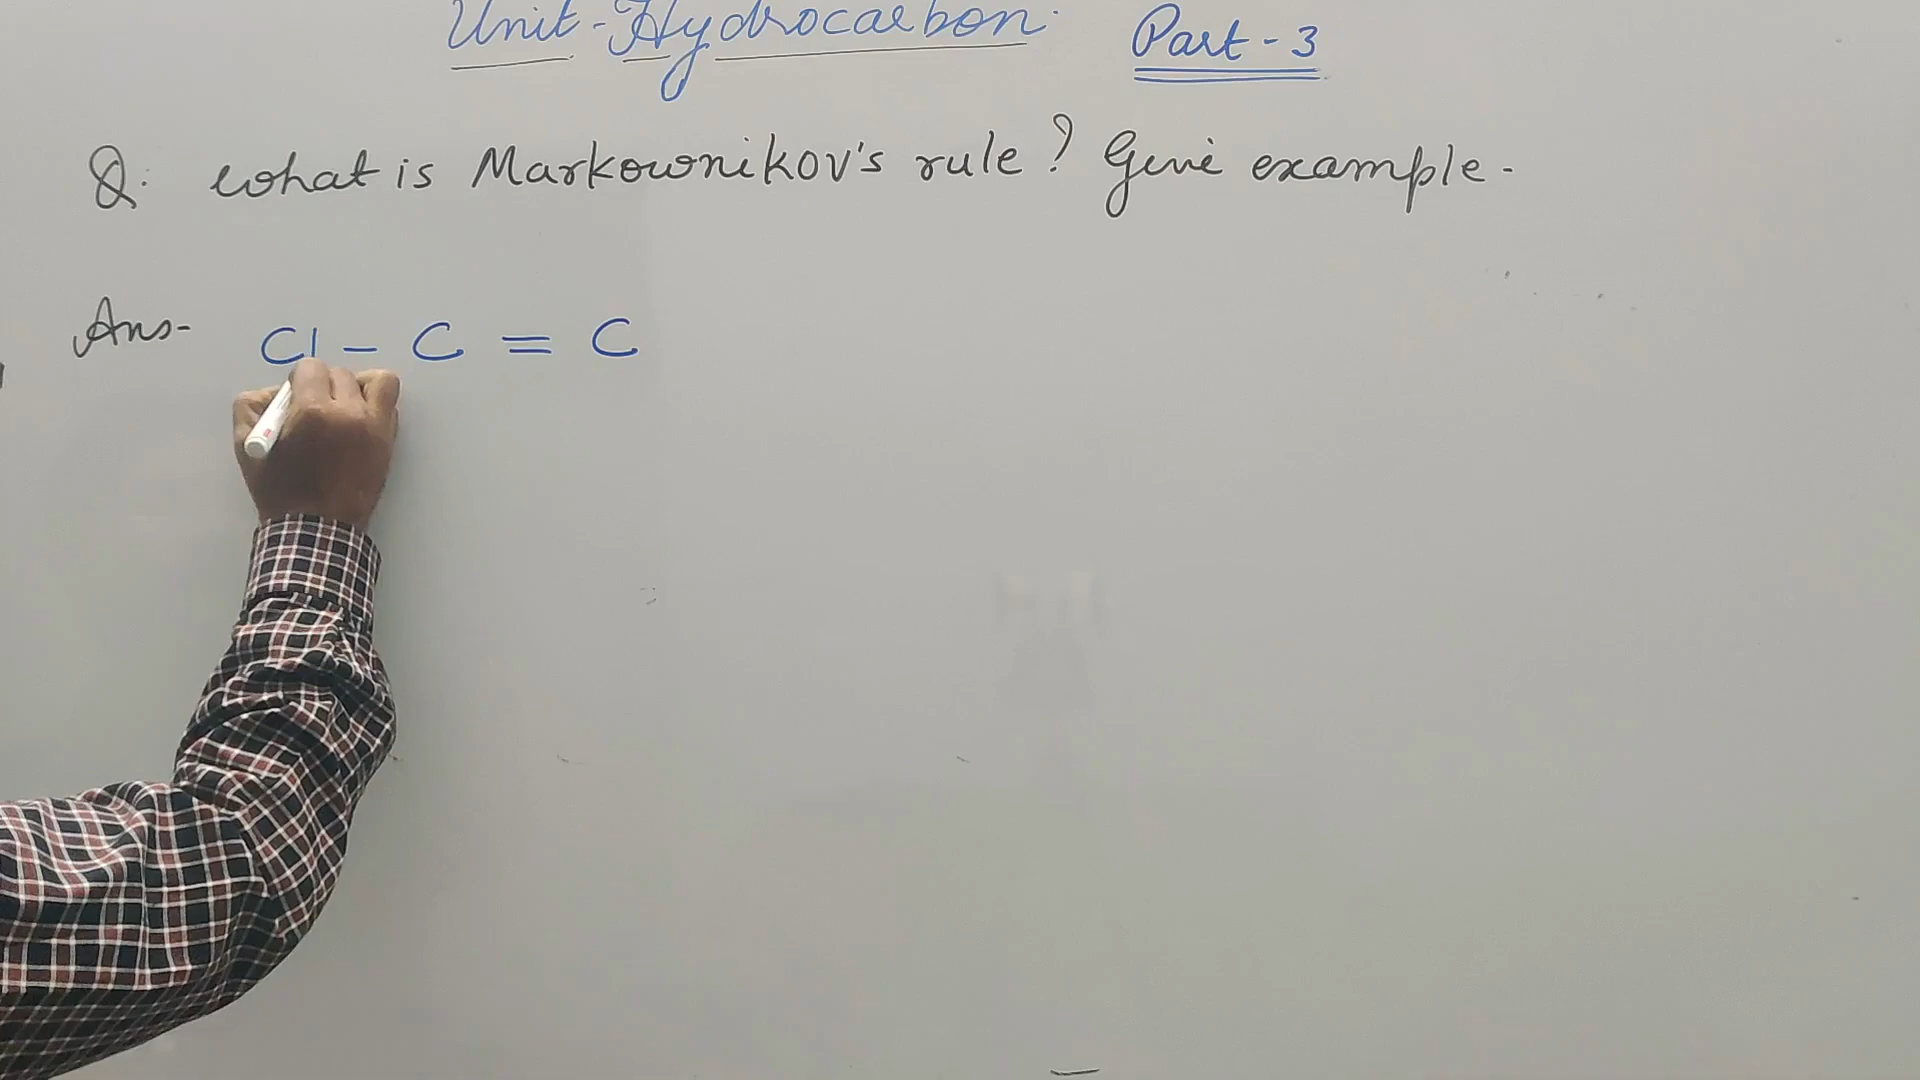 Unit-Hydrocarbon. Part-3
Q: what is Markownikov's rule? Give example.
Ans- Cl - C = C